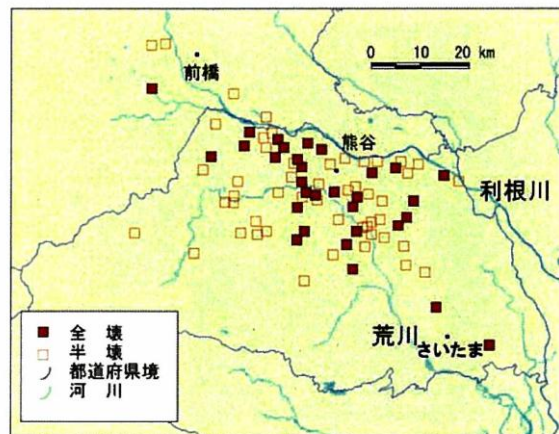 前橋
0 10 20 km
熊谷
利根川
荒川
さいたま
全 壊
半 壊
都道府県境
河 川